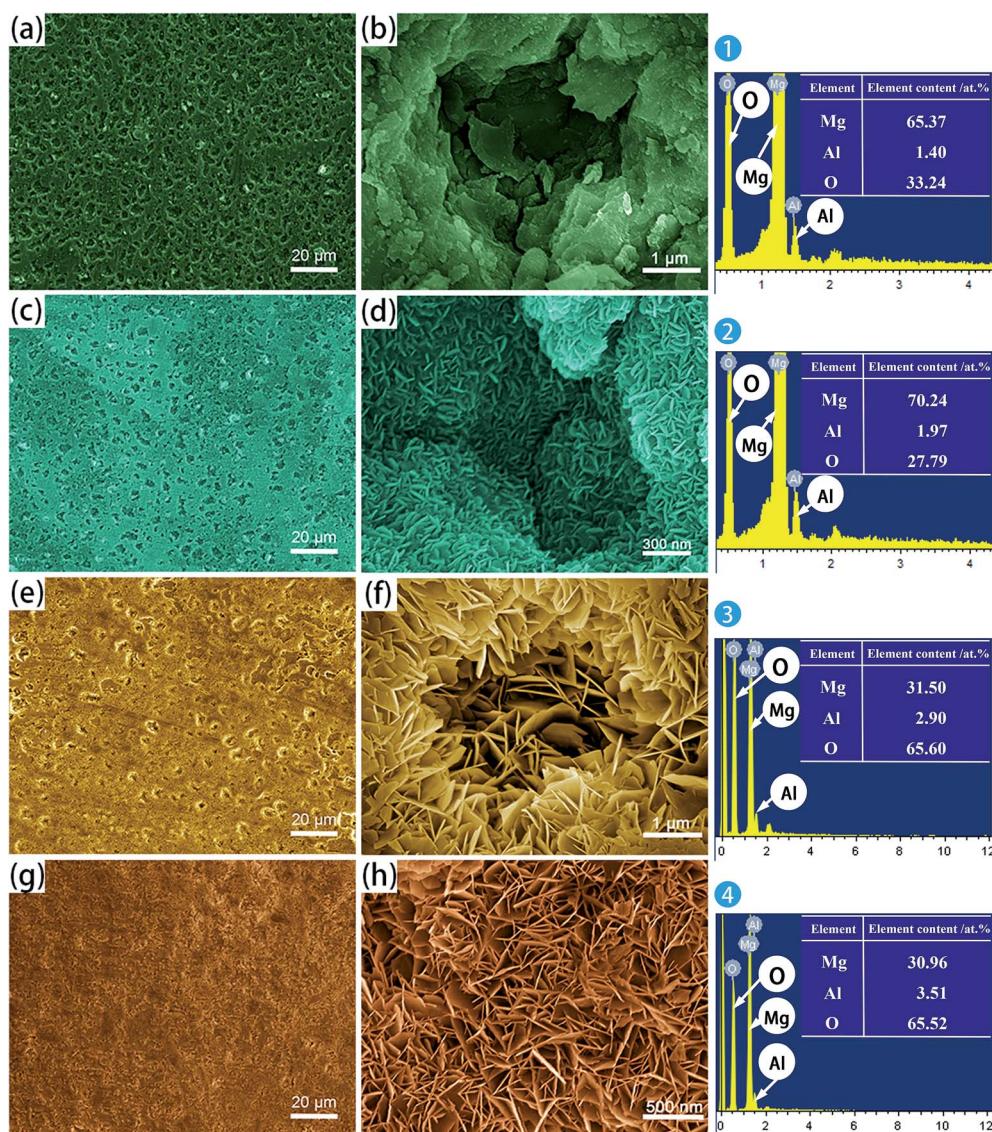 (a)
20 μm
(b)
1 μm
1
O
Mg
Al
O
Mg
Al
Element Element content /at.%
Mg 65.37
Al 1.40
O 33.24
1 2 3 4
(c)
20 μm
(d)
300 nm
2
O
Mg
Al
O
Mg
Al
Element Element content /at.%
Mg 70.24
Al 1.97
O 27.79
1 2 3 4
(e)
20 μm
(f)
1 μm
3
O
Al
Mg
O
Mg
Al
Element Element content /at.%
Mg 31.50
Al 2.90
O 65.60
0 2 4 6 8 10 12
(g)
20 μm
(h)
500 nm
4
Al
Mg
O
O
Mg
Al
Element Element content /at.%
Mg 30.96
Al 3.51
O 65.52
0 2 4 6 8 10 12